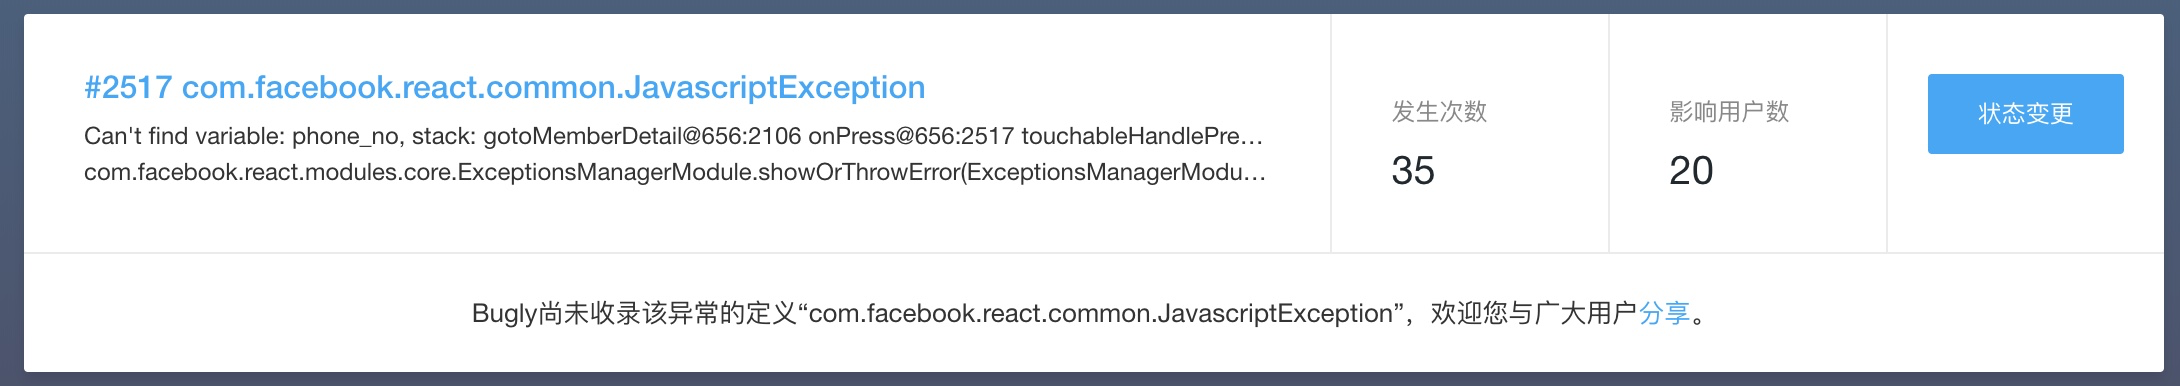 #2517 com.facebook.react.common.JavascriptException
Can't find variable: phone_no, stack: gotoMemberDetail@656:2106 onPress@656:2517 touchableHandlePre…
com.facebook.react.modules.core.ExceptionsManagerModule.showOrThrowError(ExceptionsManagerModu…
发生次数
35
影响用户数
20
状态变更
Bugly尚未收录该异常的定义“com.facebook.react.common.JavascriptException”，欢迎您与广大用户分享。